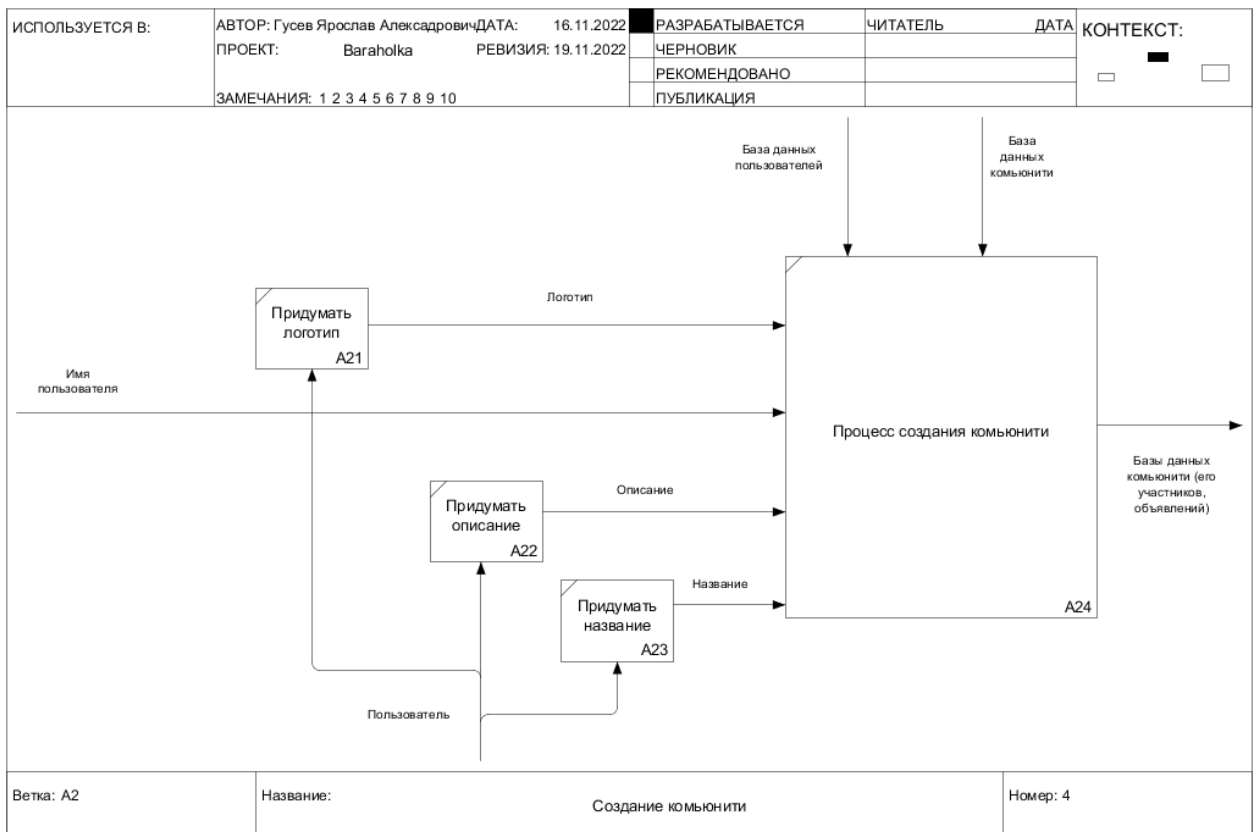 ИСПОЛЬЗУЕТСЯ В:
АВТОР: Гусев Ярослав Алексадрович
ДАТА: 16.11.2022
ПРОЕКТ: Baraholka
РЕВИЗИЯ: 19.11.2022
ЗАМЕЧАНИЯ: 1 2 3 4 5 6 7 8 9 10
РАЗРАБАТЫВАЕТСЯ
ЧЕРНОВИК
РЕКОМЕНДОВАНО
ПУБЛИКАЦИЯ
ЧИТАТЕЛЬ
ДАТА
КОНТЕКСТ:
База данных
пользователей
База
данных
комьюнити
Придумать
логотип
A21
Логотип
Имя
пользователя
Процесс создания комьюнити
A24
Базы данных
комьюнити (его
участников,
объявлений)
Придумать
описание
A22
Описание
Придумать
название
A23
Название
Пользователь
Ветка: A2
Название:
Создание комьюнити
Номер: 4